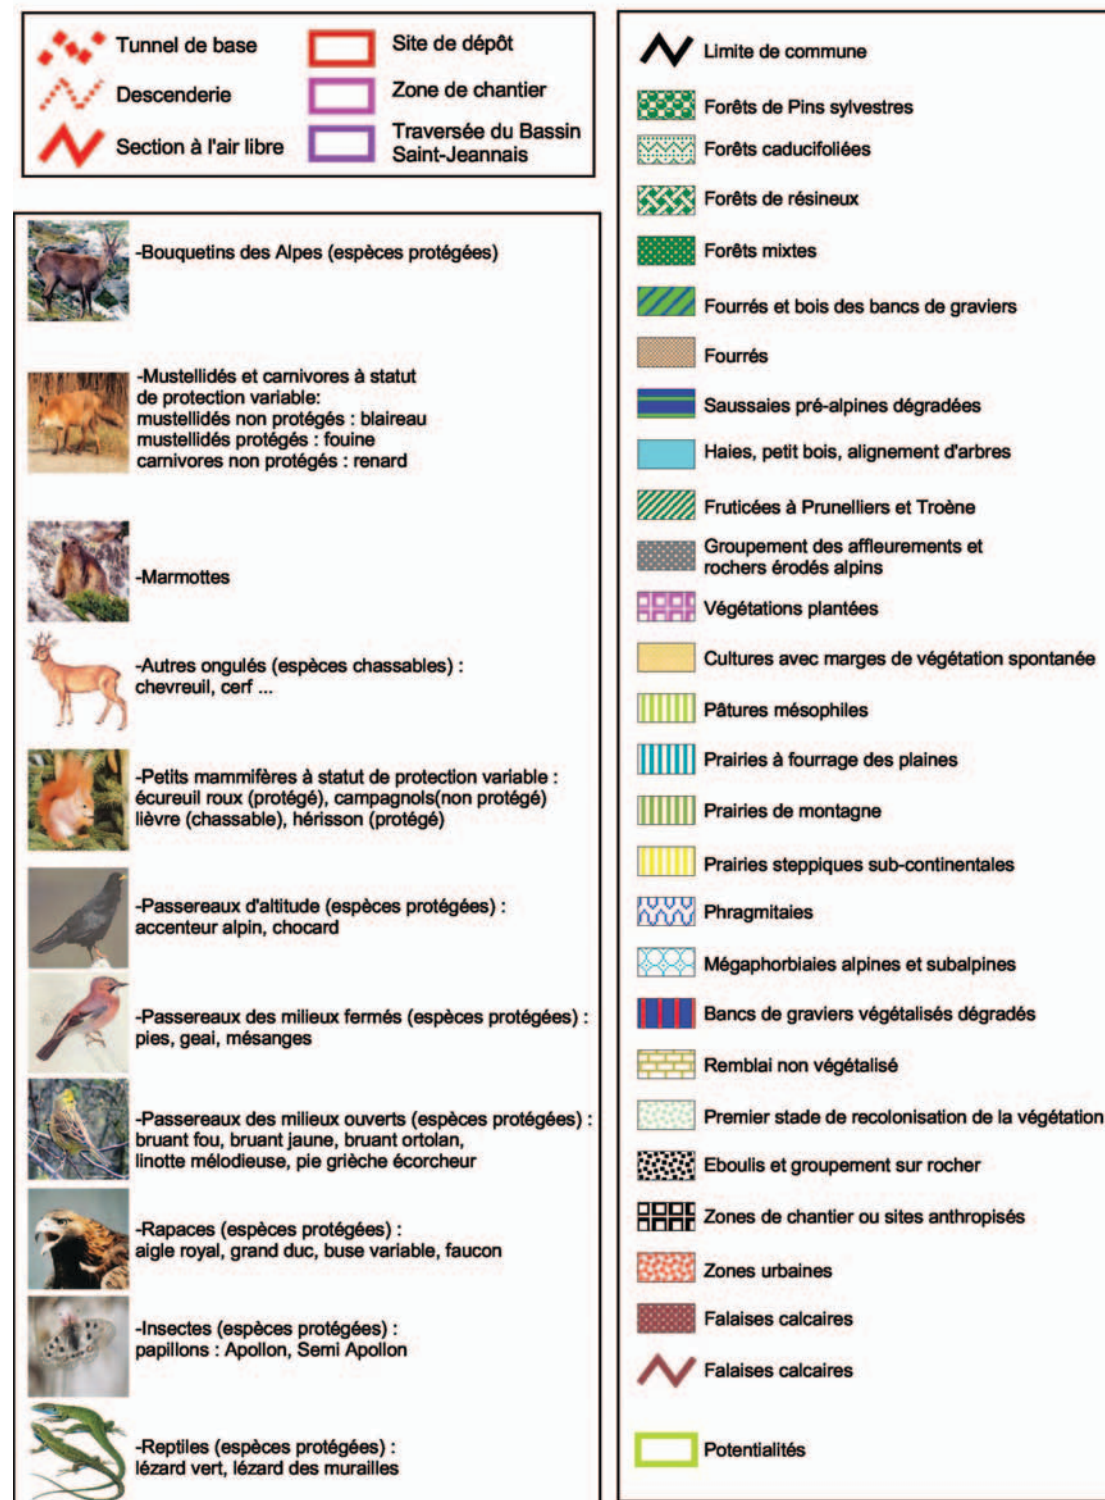 Tunnel de base
Descenderie
Section à l'air libre
Site de dépôt
Zone de chantier
Traversée du Bassin
Saint-Jeannais
-Bouquetins des Alpes (espèces protégées)
-Mustellidés et carnivores à statut
de protection variable:
mustellidés non protégés : blaireau
mustellidés protégés : fouine
carnivores non protégés : renard
-Marmottes
-Autres ongulés (espèces chassables) :
chevreuil, cerf ...
-Petits mammifères à statut de protection variable :
écureuil roux (protégé), campagnols(non protégé)
lièvre (chassable), hérisson (protégé)
-Passereaux d'altitude (espèces protégées) :
accenteur alpin, chocard
-Passereaux des milieux fermés (espèces protégées) :
pies, geai, mésanges
-Passereaux des milieux ouverts (espèces protégées) :
bruant fou, bruant jaune, bruant ortolan,
linotte mélodieuse, pie grièche écorcheur
-Rapaces (espèces protégées) :
aigle royal, grand duc, buse variable, faucon
-Insectes (espèces protégées) :
papillons : Apollon, Semi Apollon
-Reptiles (espèces protégées) :
lézard vert, lézard des murailles
Limite de commune
Forêts de Pins sylvestres
Forêts caducifoliées
Forêts de résineux
Forêts mixtes
Fourrés et bois des bancs de graviers
Fourrés
Saussaies pré-alpines dégradées
Haies, petit bois, alignement d'arbres
Fruticées à Prunelliers et Troène
Groupement des affleurements et
rochers érodés alpins
Végétations plantées
Cultures avec marges de végétation spontanée
Pâtures mésophiles
Prairies à fourrage des plaines
Prairies de montagne
Prairies steppiques sub-continentales
Phragmitaies
Mégaphorbiaies alpines et subalpines
Bancs de graviers végétalisés dégradés
Remblai non végétalisé
Premier stade de recolonisation de la végétation
Eboulis et groupement sur rocher
Zones de chantier ou sites anthropisés
Zones urbaines
Falaises calcaires
Falaises calcaires
Potentialités